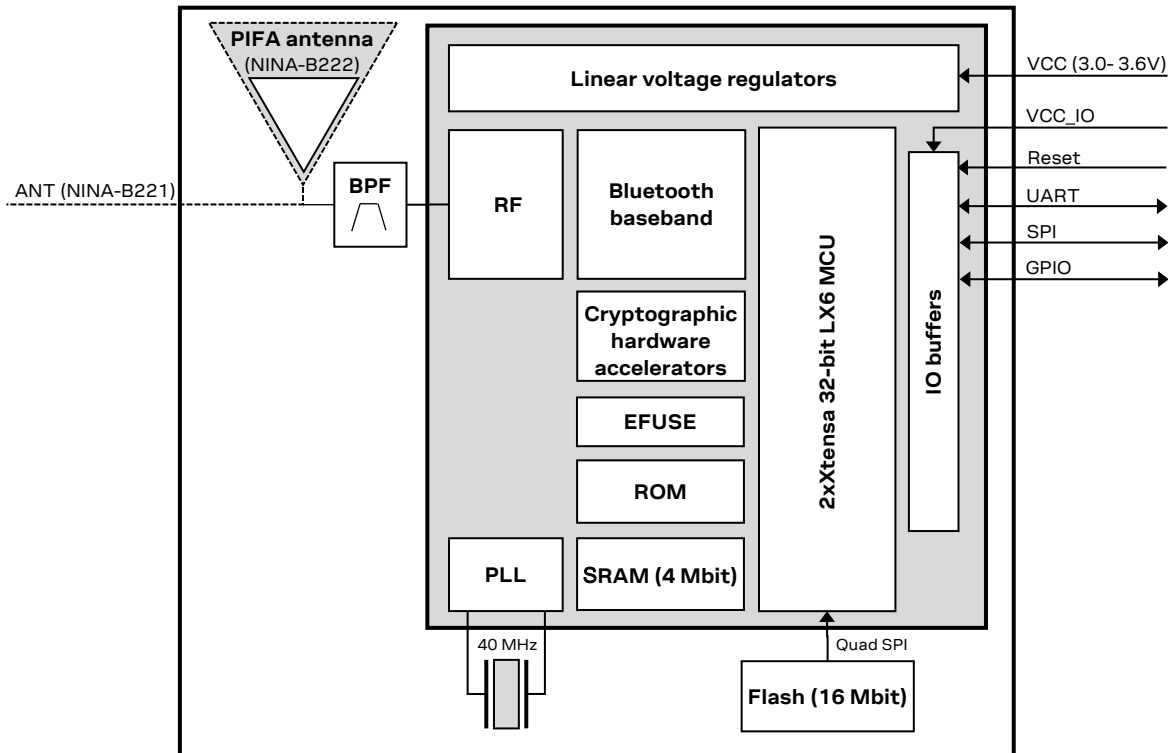 PIFA antenna
(NINA-B222)
Linear voltage regulators
VCC (3.0- 3.6V)
VCC_IO
Reset
ANT (NINA-B221)
BPF
RF
Bluetooth
baseband
UART
SPI
GPIO
2xXtensa 32-bit LX6 MCU
IO buffers
Cryptographic
hardware
accelerators
EFUSE
ROM
PLL
SRAM (4 Mbit)
40 MHz
Quad SPI
Flash (16 Mbit)